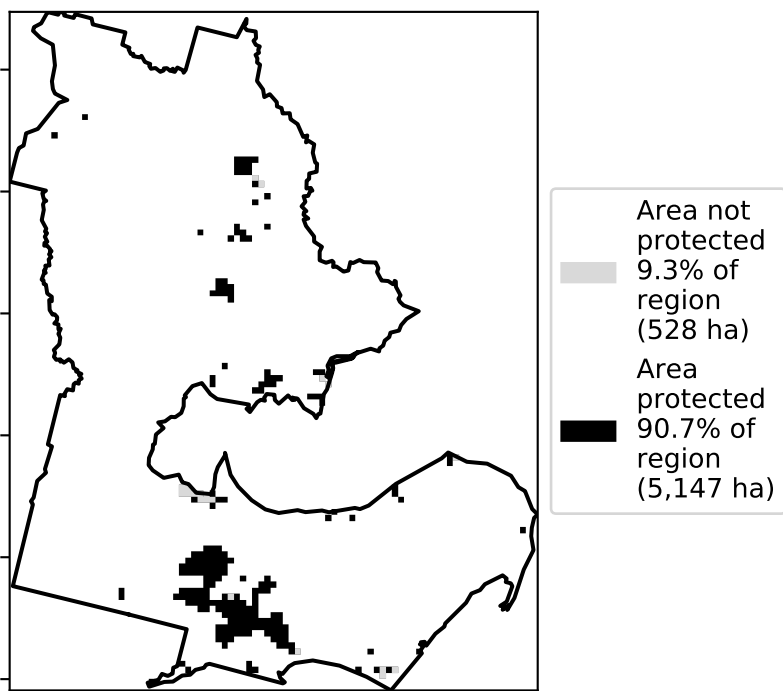 Area not
protected
9.3% of
region
(528 ha)
Area
protected
90.7% of
region
(5,147 ha)